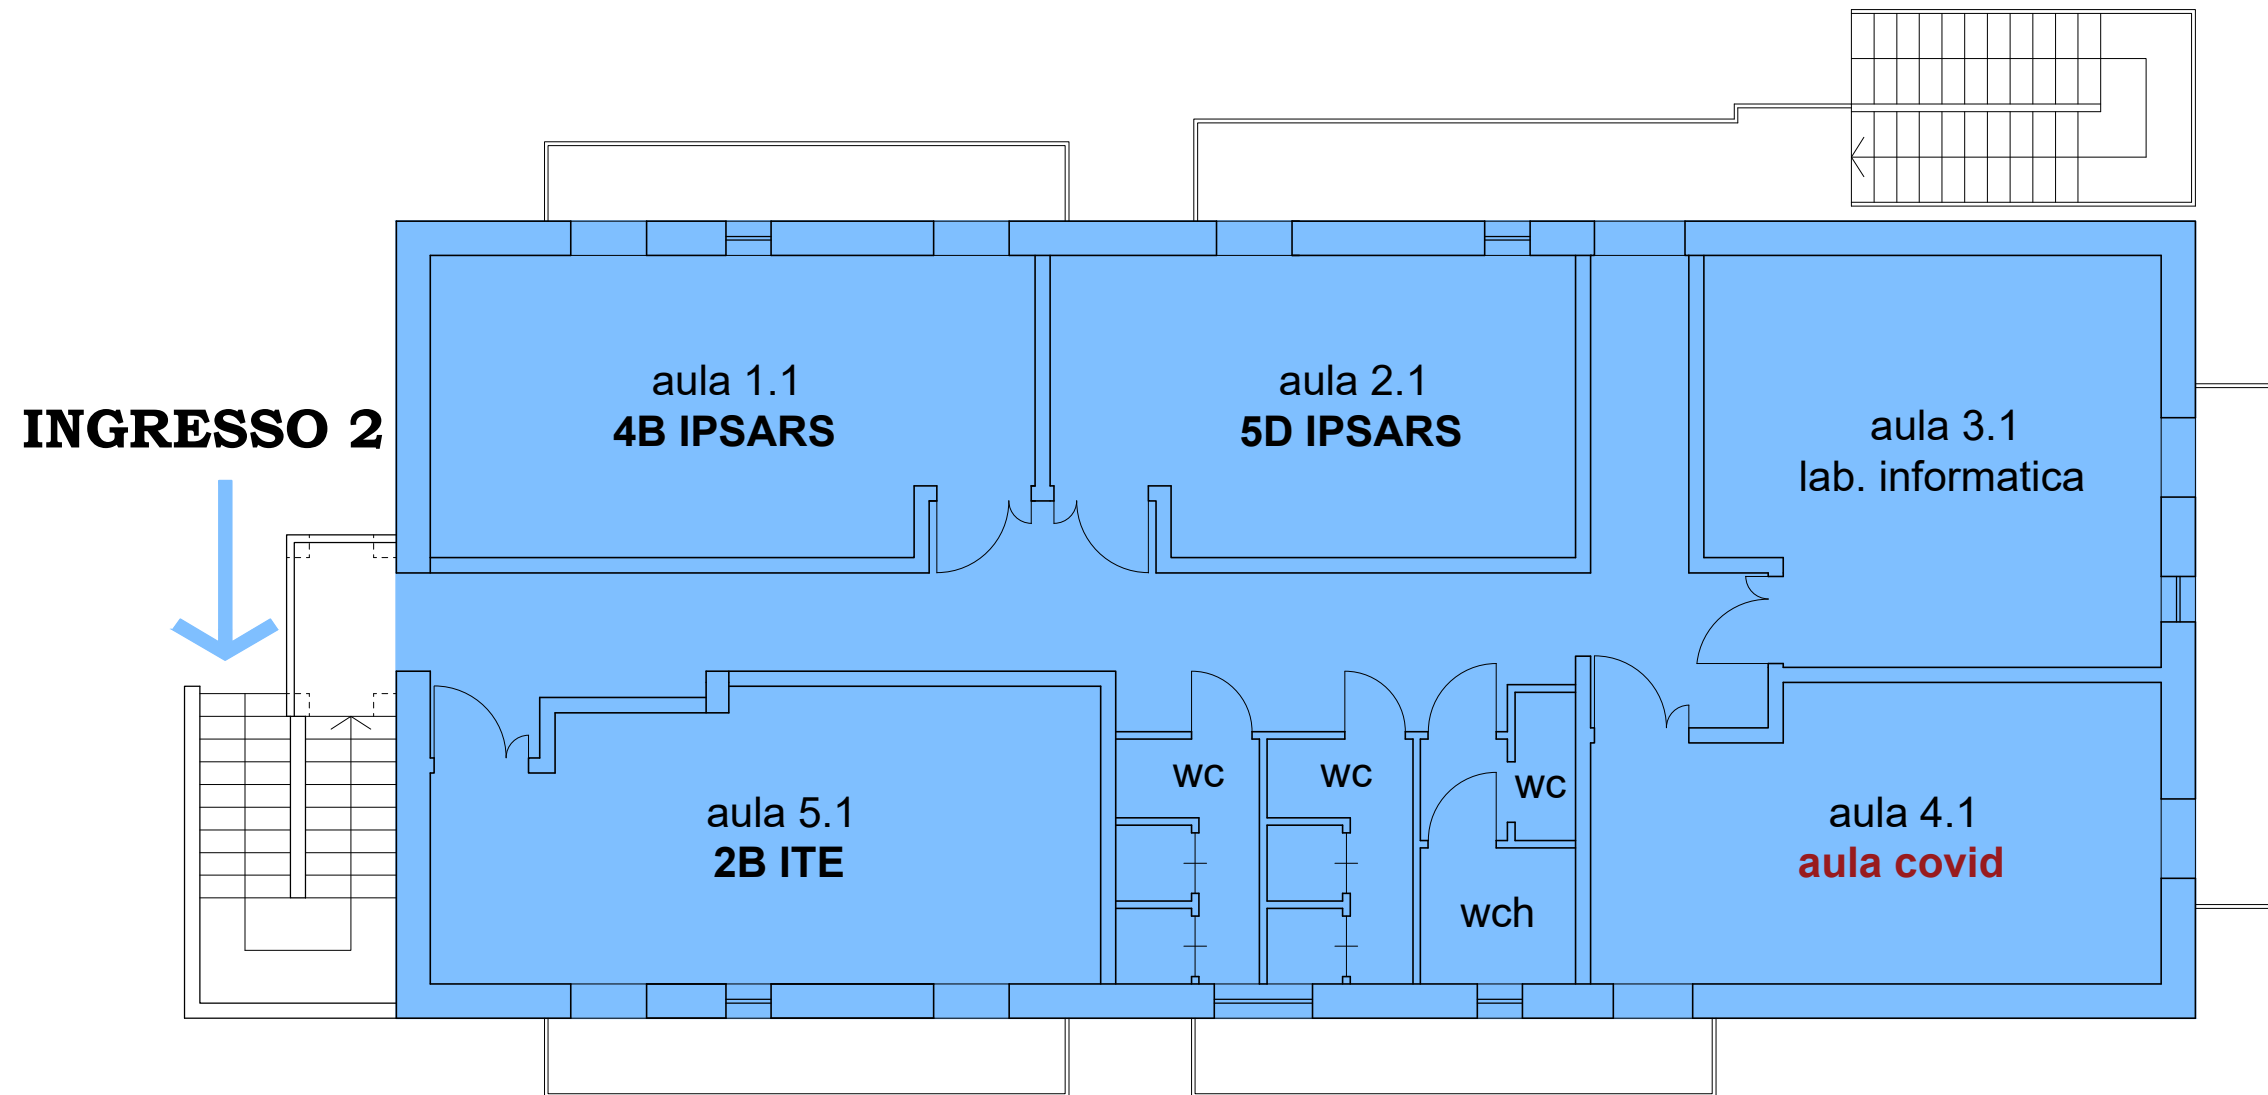 INGRESSO 2
aula 1.1
4B IPSARS
aula 2.1
5D IPSARS
aula 3.1
lab. informatica
aula 5.1
2B ITE
wc
wc
wc
wch
aula 4.1
aula covid